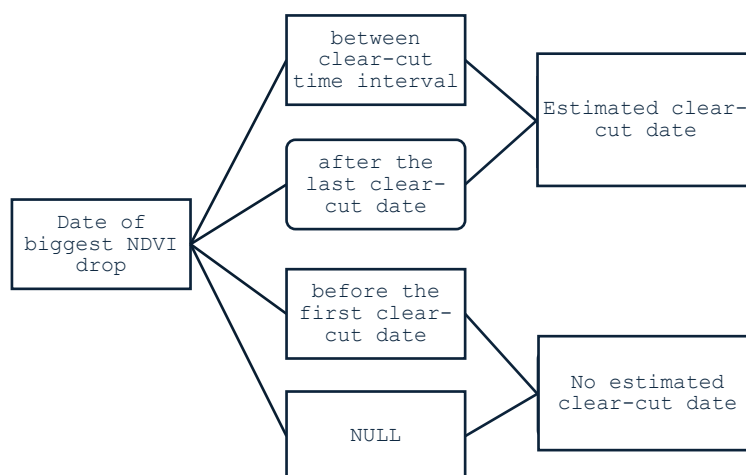 Date of
biggest NDVI
drop
between
clear-cut
time interval
after the
last clear-
cut date
before the
first clear-
cut date
NULL
Estimated clear-
cut date
No estimated
clear-cut date